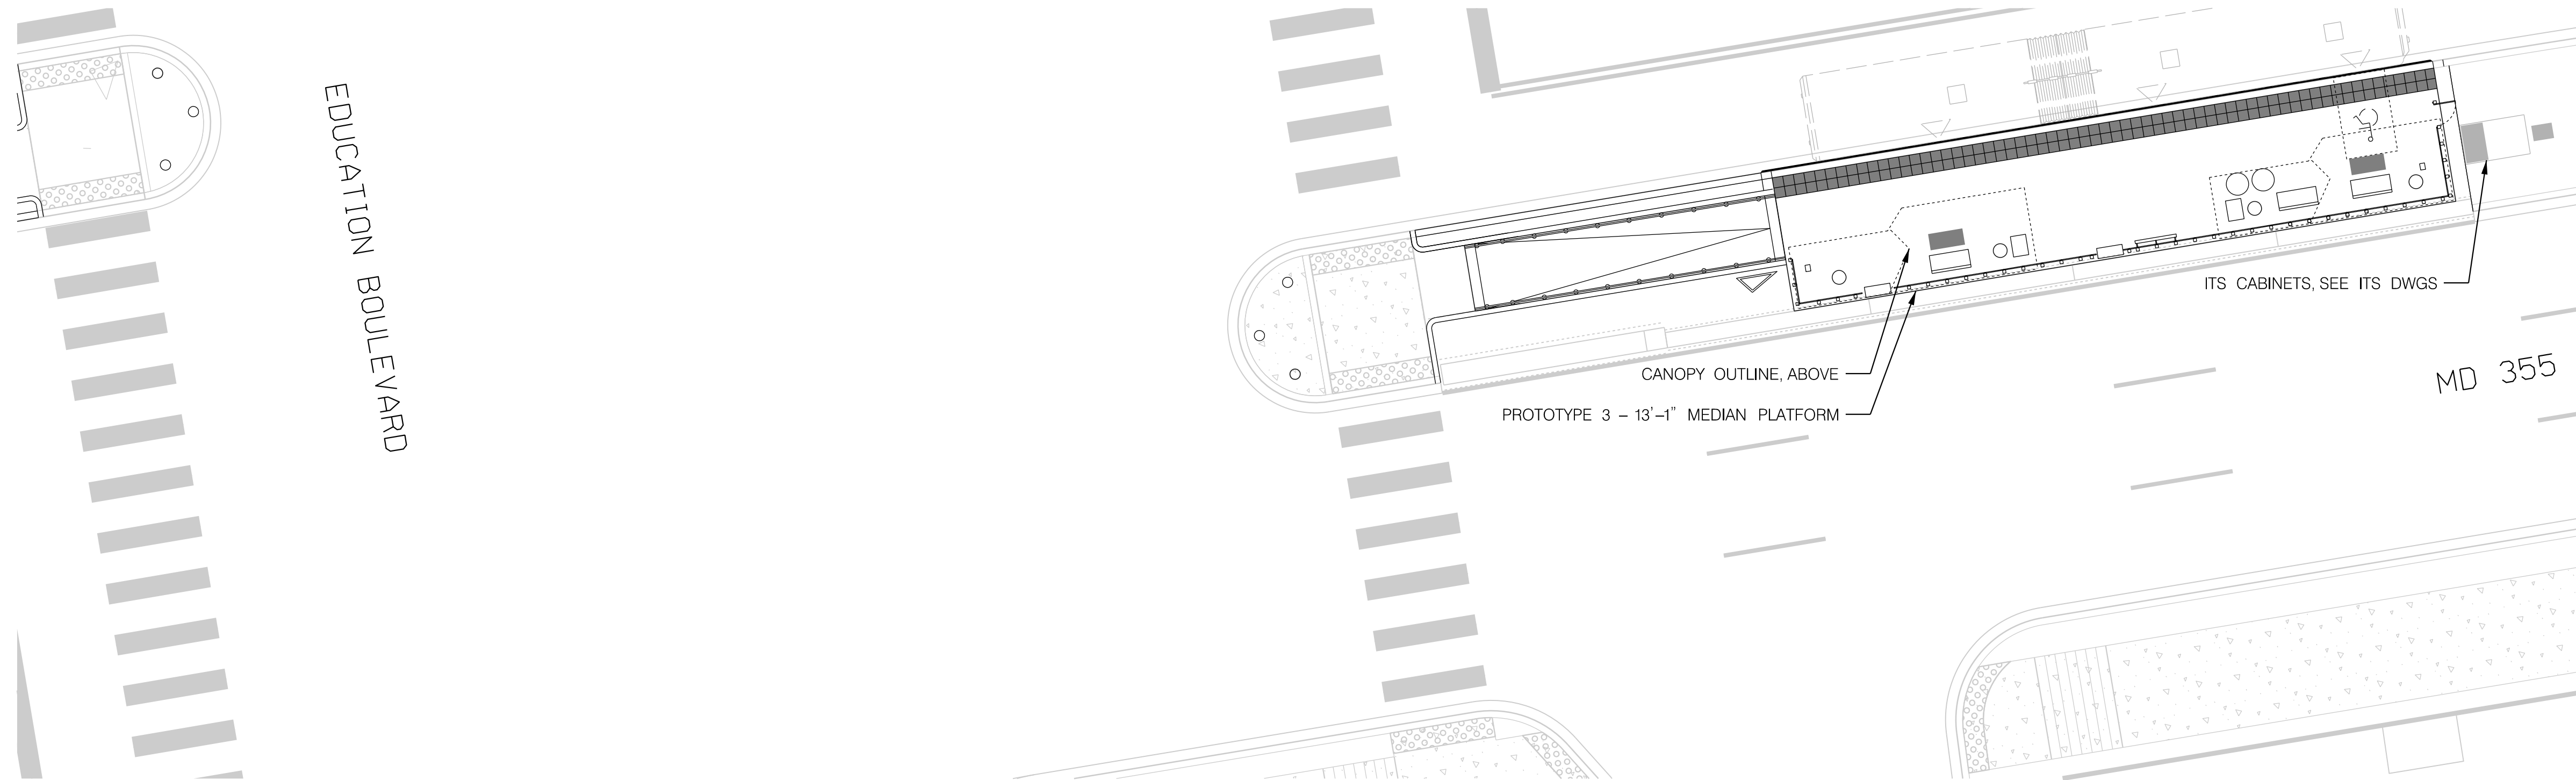 EDUCATION BOULEVARD
ITS CABINETS, SEE ITS DWGS
CANOPY OUTLINE, ABOVE
MD 355
PROTOTYPE 3 – 13'–1" MEDIAN PLATFORM